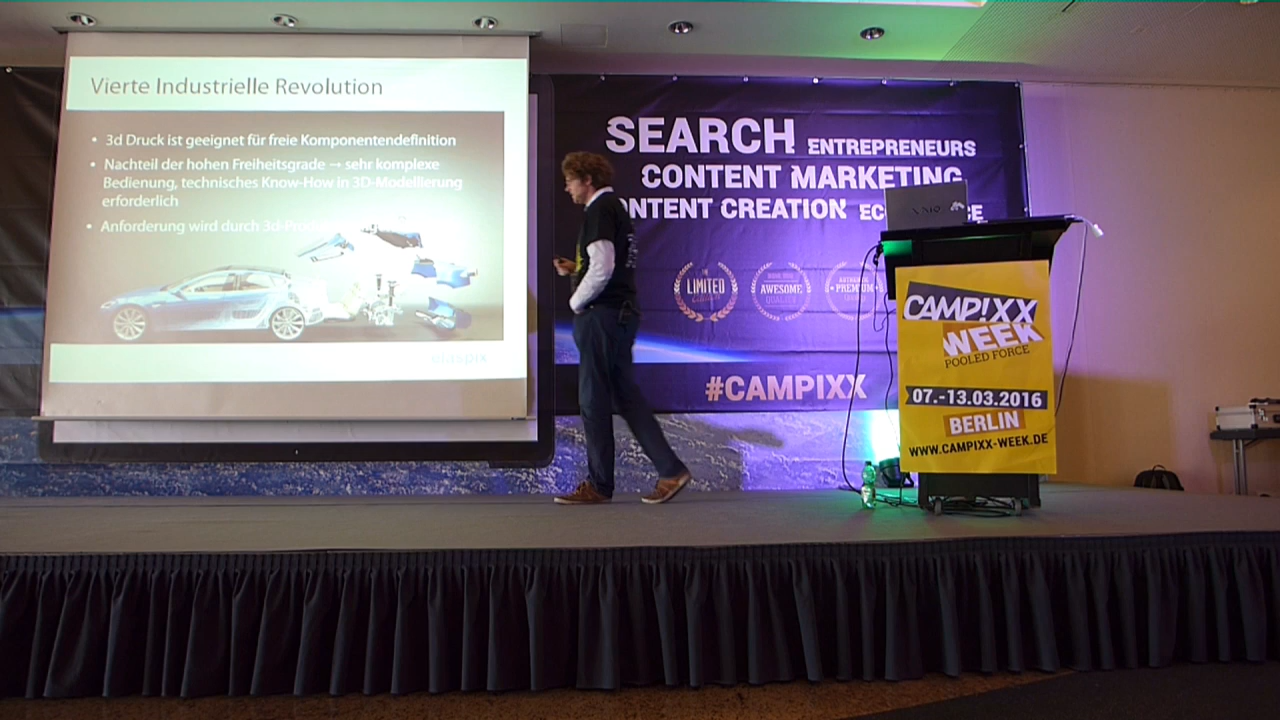 Vierte Industrielle Revolution
• 3d Druck ist geeignet für freie Komponentendefinition
• Nachteil der hohen Freiheitsgrade → sehr komplexe
Bedienung, technisches Know-How in 3D-Modellierung
erforderlich
• Anforderung wird durch
SEARCH ENTREPRENEURS
CONTENT MARKETING
CONTENT CREATION
LIMITED
AWESOME
QUALITY
PREMIUM
#CAMPIXX
CAMP!XX
WEEK
POOLED FORCE
07.-13.03.2016
BERLIN
WWW.CAMPIXX-WEEK.DE